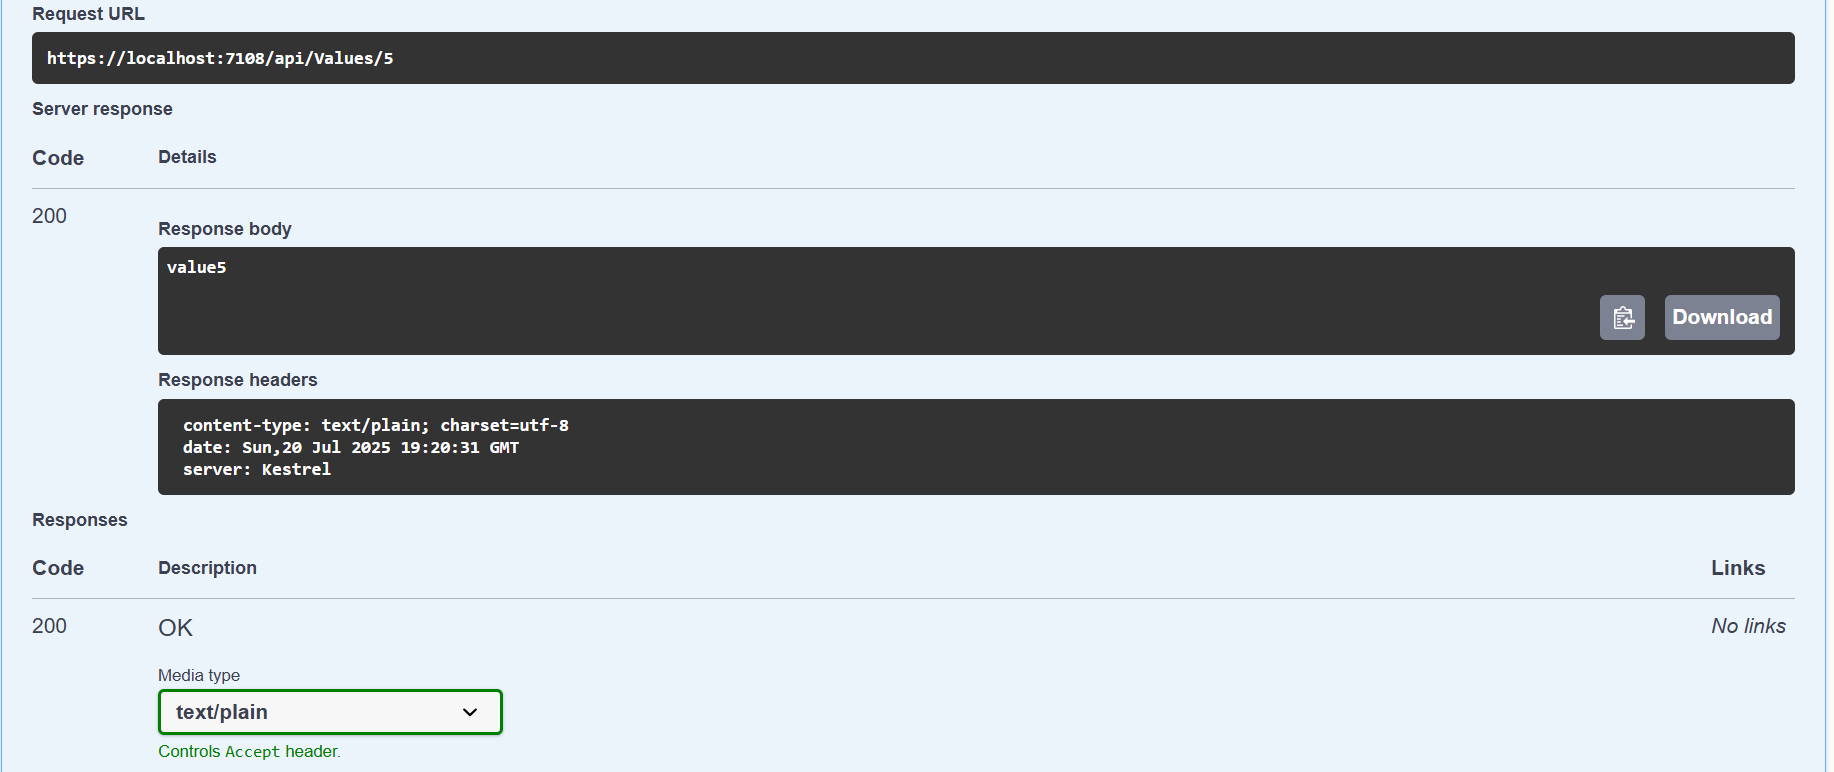 Request URL
https://localhost:7108/api/Values/5
Server response
Code Details
200
Response body
value5
Download
Response headers
content-type: text/plain; charset=utf-8
date: Sun,20 Jul 2025 19:20:31 GMT
server: Kestrel
Responses
Code Description Links
200 OK No links
Media type
text/plain
Controls Accept header.